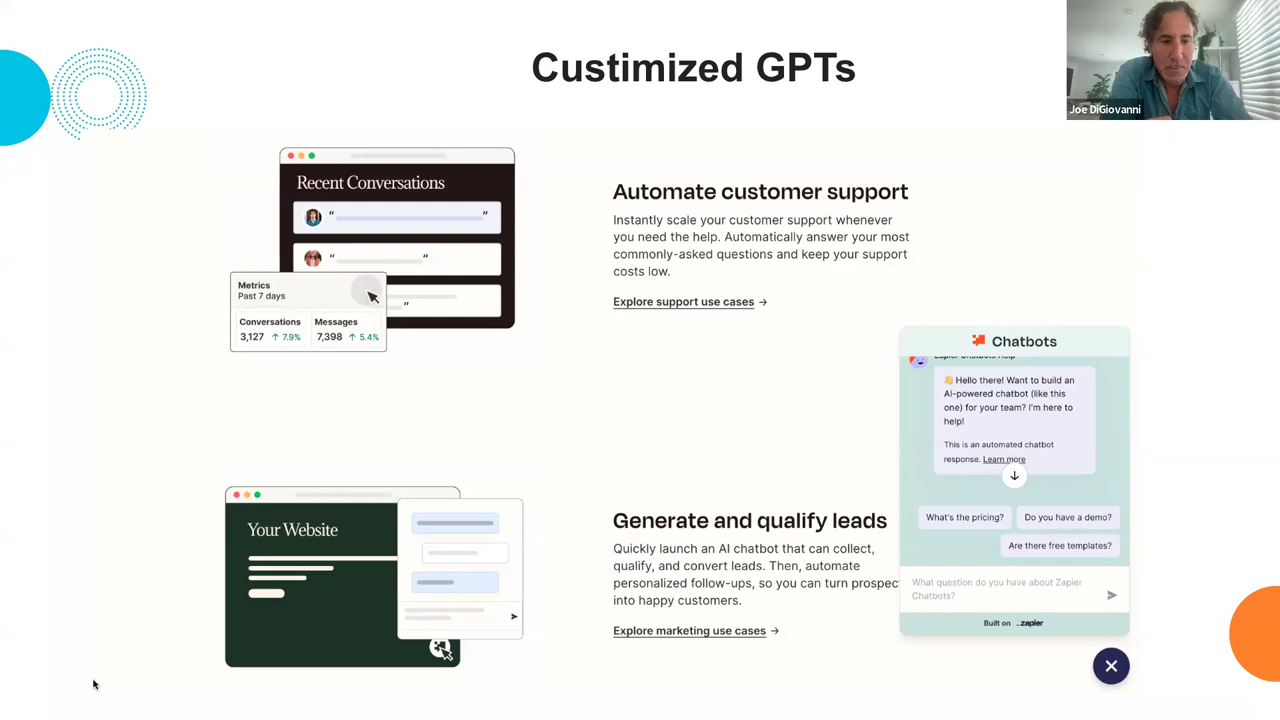 Custimized GPTs
Joe DiGiovanni
Recent Conversations
“ ”
“ ”
”
Metrics
Past 7 days
Conversations
3,127 ↑ 7.9%
Messages
7,398 ↑ 5.4%
Automate customer support
Instantly scale your customer support whenever
you need the help. Automatically answer your most
commonly-asked questions and keep your support
costs low.
Explore support use cases →
Your Website
Generate and qualify leads
Quickly launch an AI chatbot that can collect,
qualify, and convert leads. Then, automate
personalized follow-ups, so you can turn prospec
into happy customers.
Explore marketing use cases →
Chatbots
Zapier Chatbots Help
👋 Hello there! Want to build an
AI-powered chatbot (like this
one) for your team? I'm here to
help!
This is an automated chatbot
response. Learn more
What's the pricing?
Do you have a demo?
Are there free templates?
What question do you have about Zapier
Chatbots?
Built on zapier